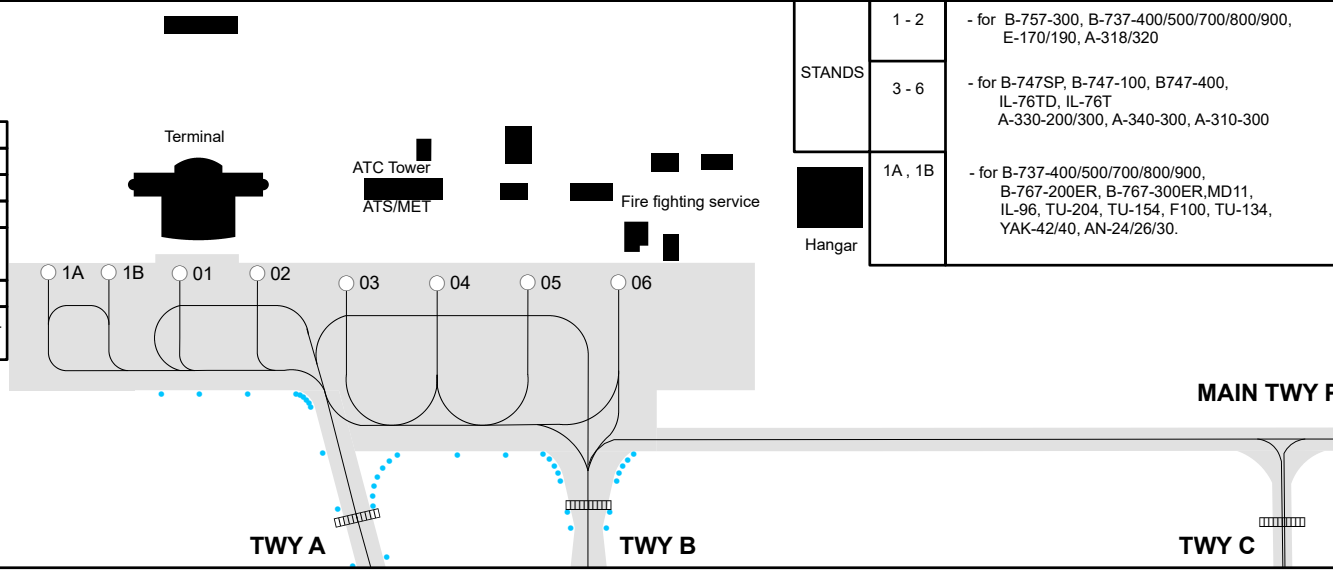 STANDS
1 - 2
- for B-757-300, B-737-400/500/700/800/900,
E-170/190, A-318/320
3 - 6
- for B-747SP, B-747-100, B747-400,
IL-76TD, IL-76T
A-330-200/300, A-340-300, A-310-300
1A , 1B
- for B-737-400/500/700/800/900,
B-767-200ER, B-767-300ER,MD11,
IL-96, TU-204, TU-154, F100, TU-134,
YAK-42/40, AN-24/26/30.
Terminal
ATC Tower
ATS/MET
Fire fighting service
Hangar
1A
1B
01
02
03
04
05
06
MAIN TWY
TWY A
TWY B
TWY C